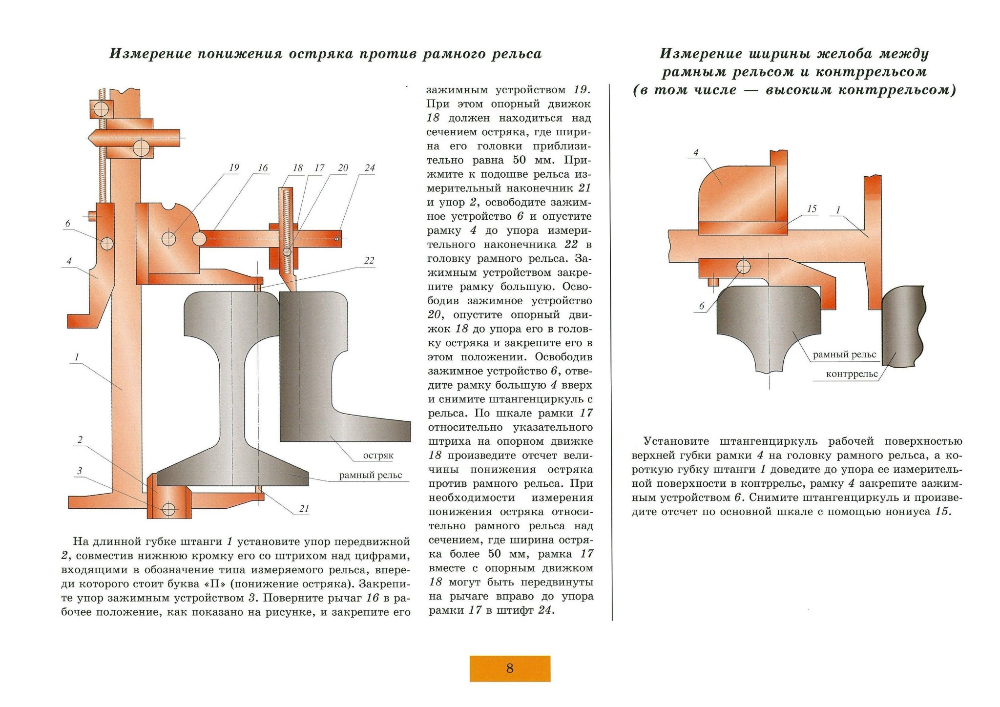 Измерение понижения остряка против рамного рельса
19
16
18
17
20
24
6
4
22
1
2
3
остряк
рамный рельс
21
На длинной губке штанги 1 установите упор передвижной
2, совместив нижнюю кромку его со штрихом над цифрами,
входящими в обозначение типа измеряемого рельса, впере-
ди которого стоит буква «П» (понижение остряка). Закрепи-
те упор зажимным устройством 3. Поверните рычаг 16 в ра-
бочее положение, как показано на рисунке, и закрепите его
зажимным устройством 19.
При этом опорный движок
18 должен находиться над
сечением остряка, где шири-
на его головки приблизи-
тельно равна 50 мм. При-
жмите к подошве рельса из-
мерительный наконечник 21
и упор 2, освободите зажим-
ное устройство 6 и опустите
рамку 4 до упора измери-
тельного наконечника 22 в
головку рамного рельса. За-
жимным устройством закре-
пите рамку большую. Осво-
бодив зажимное устройство
20, опустите опорный дви-
жок 18 до упора его в голов-
ку остряка и закрепите его в
этом положении. Освободив
зажимное устройство 6, отве-
дите рамку большую 4 вверх
и снимите штангенциркуль с
рельса. По шкале рамки 17
относительно указательного
штриха на опорном движке
18 произведите отсчет вели-
чины понижения остряка
против рамного рельса. При
необходимости измерения
понижения остряка относи-
тельно рамного рельса над
сечением, где ширина остря-
ка более 50 мм, рамка 17
вместе с опорным движком
18 могут быть передвинуты
на рычаге вправо до упора
рамки 17 в штифт 24.
Измерение ширины желоба между
рамным рельсом и контррельсом
(в том числе — высоким контррельсом)
4
15
1
6
рамный рельс
контррельс
Установите штангенциркуль рабочей поверхностью
верхней губки рамки 4 на головку рамного рельса, а ко-
роткую губку штанги 1 доведите до упора ее измеритель-
ной поверхности в контррельс, рамку 4 закрепите зажим-
ным устройством 6. Снимите штангенциркуль и произве-
дите отсчет по основной шкале с помощью нониуса 15.
8